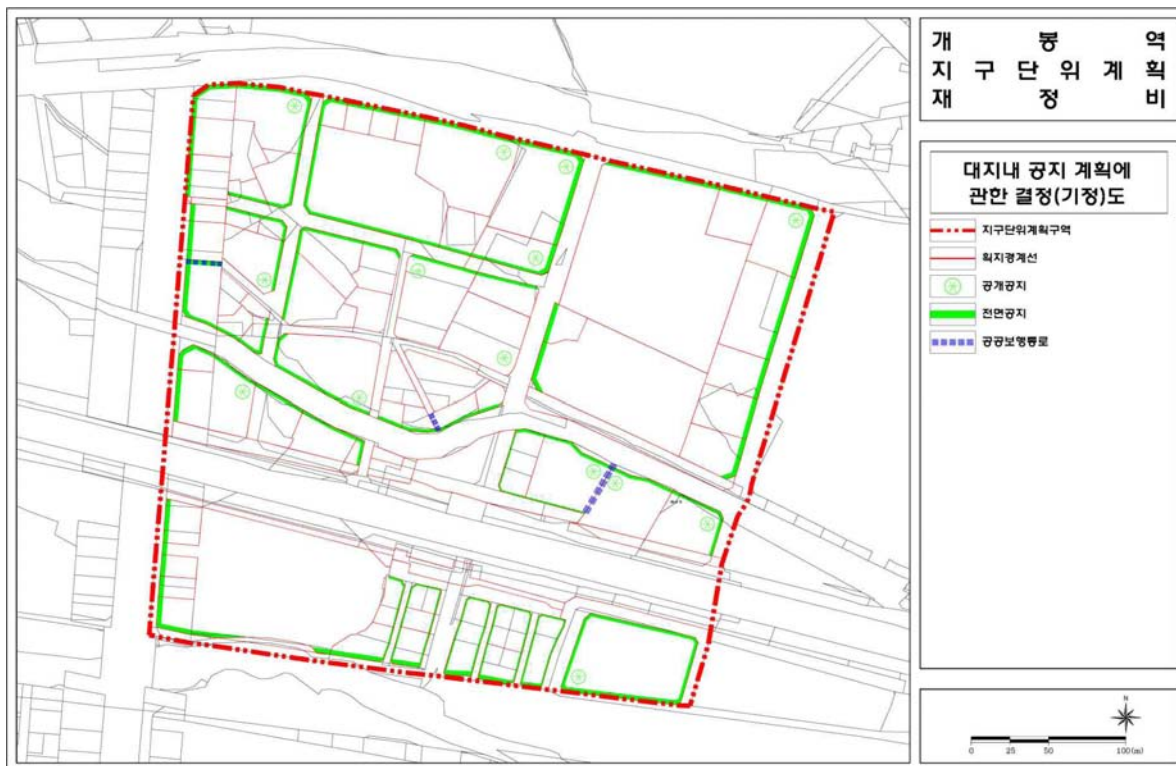 개 봉 역
지 구 단 위 계 획
재 정 비
대지내 공지 계획에
관한 결정(기정)도
지구단위계획구역
획지경계선
공개공지
전면공지
공공보행통로
N
0 25 50 100(m)